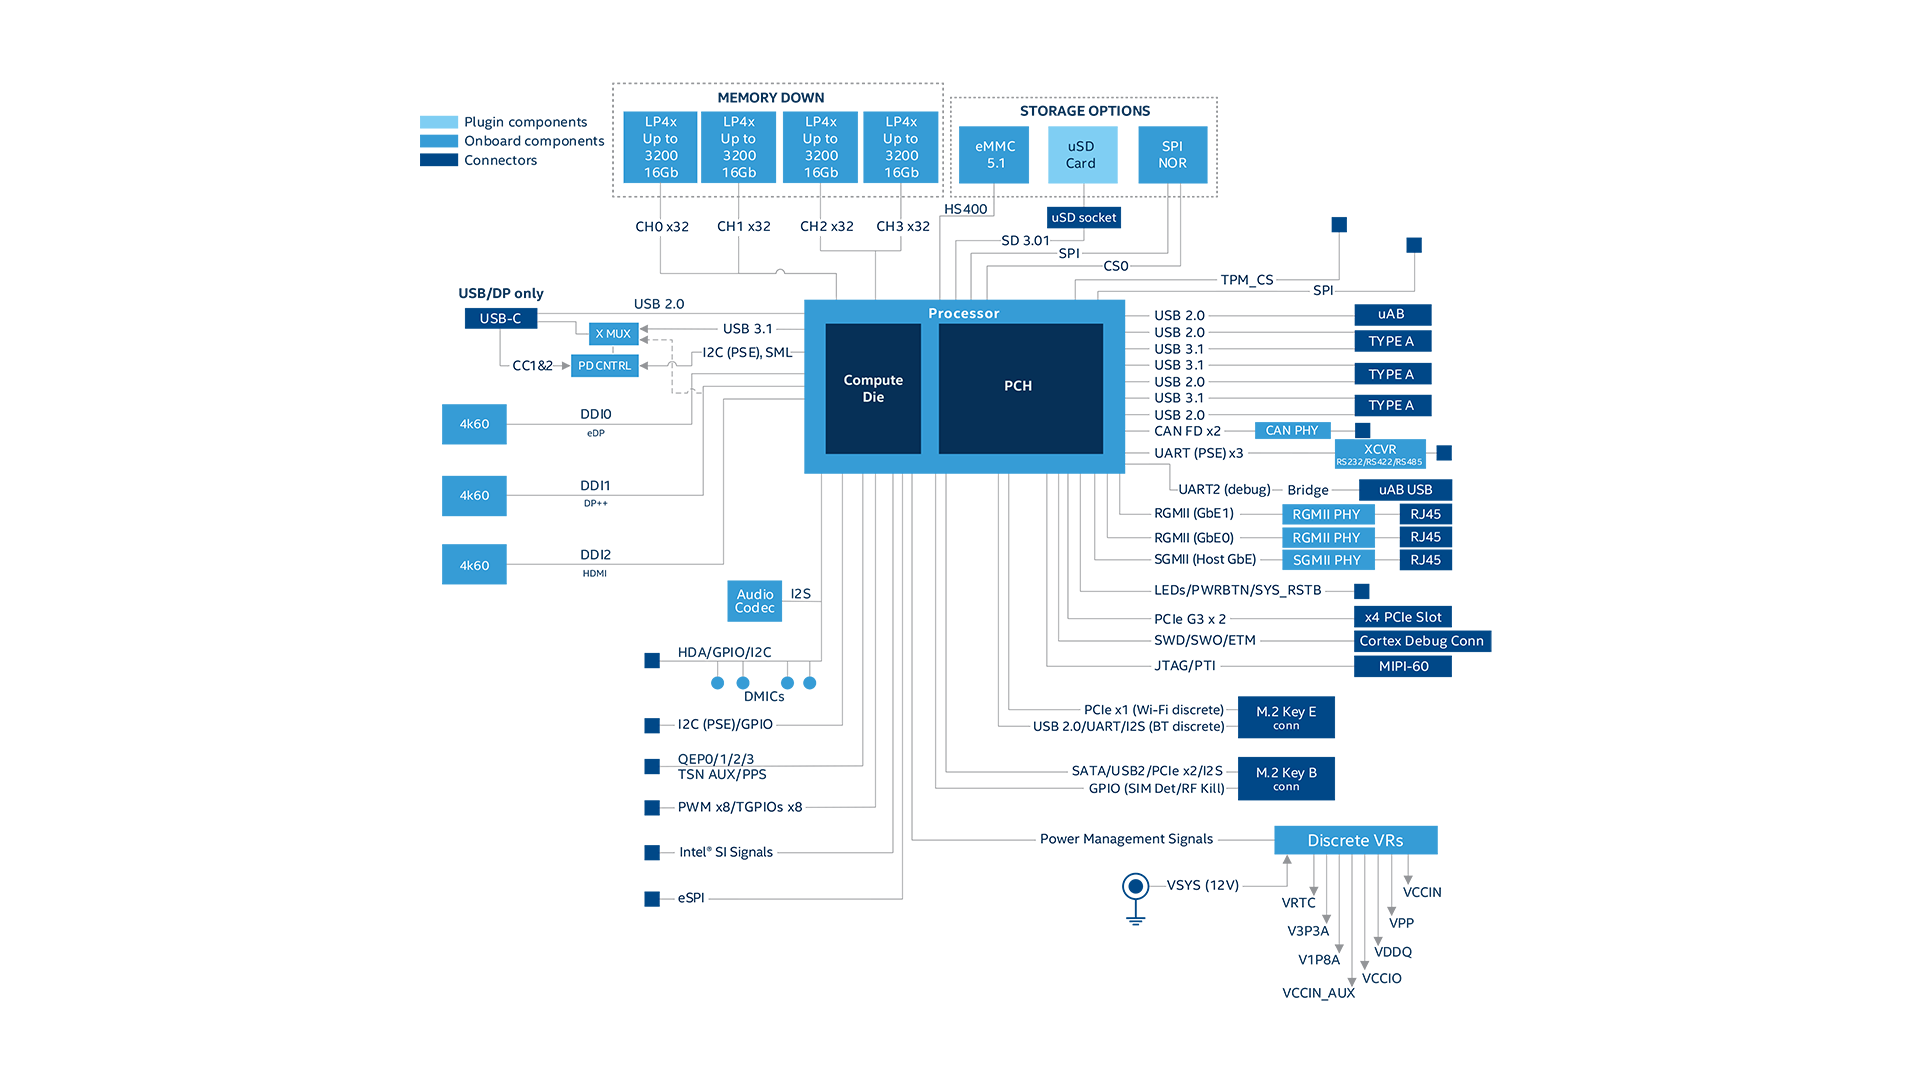 Plugin components
Onboard components
Connectors
MEMORY DOWN
LP4x
Up to
3200
16Gb
LP4x
Up to
3200
16Gb
LP4x
Up to
3200
16Gb
LP4x
Up to
3200
16Gb
CH0 x32
CH1 x32
CH2 x32
CH3 x32
STORAGE OPTIONS
eMMC
5.1
uSD
Card
SPI
NOR
HS400
uSD socket
SD 3.01
SPI
CS0
TPM_CS
SPI
USB/DP only
USB-C
USB 2.0
X MUX
USB 3.1
I2C (PSE), SML
CC1&2
PD CNTRL
Processor
Compute
Die
PCH
4k60
DDI0
eDP
4k60
DDI1
DP++
4k60
DDI2
HDMI
Audio
Codec
I2S
HDA/GPIO/I2C
DMICs
I2C (PSE)/GPIO
QEP0/1/2/3
TSN AUX/PPS
PWM x8/TGPIOs x8
Intel® SI Signals
eSPI
USB 2.0
uAB
USB 2.0
TYPE A
USB 3.1
USB 3.1
TYPE A
USB 2.0
USB 3.1
TYPE A
USB 2.0
CAN FD x2
CAN PHY
UART (PSE) x3
XCVR
RS232/RS422/RS485
UART2 (debug)
Bridge
uAB USB
RGMII (GbE1)
RGMII PHY
RJ45
RGMII (GbE0)
RGMII PHY
RJ45
SGMII (Host GbE)
SGMII PHY
RJ45
LEDs/PWRBTN/SYS_RSTB
PCIe G3 x 2
x4 PCIe Slot
SWD/SWO/ETM
Cortex Debug Conn
JTAG/PTI
MIPI-60
PCIe x1 (Wi-Fi discrete)
USB 2.0/UART/I2S (BT discrete)
M.2 Key E
conn
SATA/USB2/PCIe x2/I2S
GPIO (SIM Det/RF Kill)
M.2 Key B
conn
Power Management Signals
Discrete VRs
VSYS (12V)
VRTC
V3P3A
V1P8A
VCCIN_AUX
VCCIO
VDDQ
VPP
VCCIN